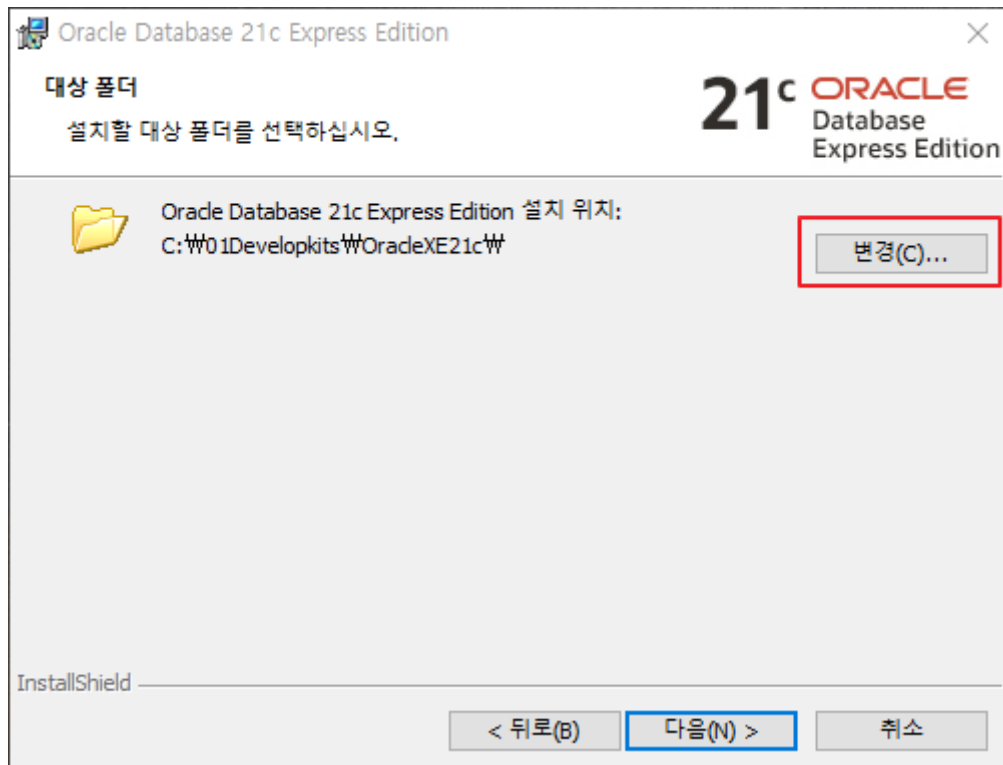 Oracle Database 21c Express Edition
대상 폴더
설치할 대상 폴더를 선택하십시오.
21c ORACLE
Database
Express Edition
Oracle Database 21c Express Edition 설치 위치:
C:₩01Developkits₩OracleXE21c₩
변경(C)...
InstallShield
< 뒤로(B)
다음(N) >
취소